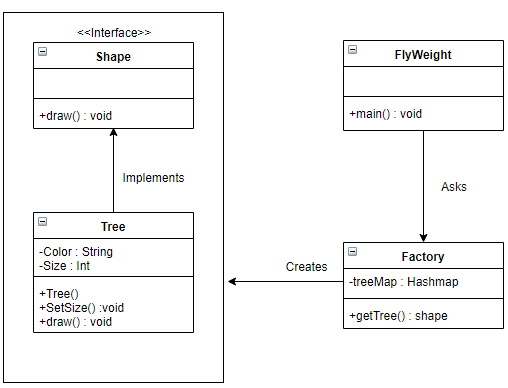 <<Interface>>
Shape
+draw() : void
Implements
Tree
-Color : String
-Size : Int
+Tree()
+SetSize() :void
+draw() : void
FlyWeight
+main() : void
Asks
Factory
-treeMap : Hashmap
+getTree() : shape
Creates